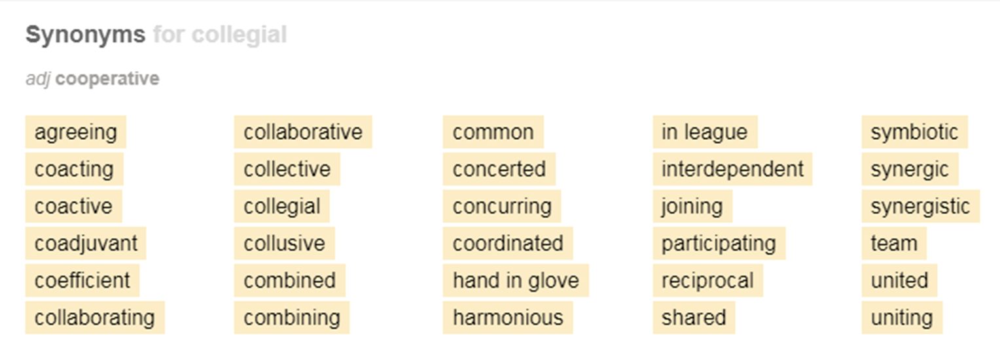 Synonyms for collegial
adj cooperative
agreeing
coacting
coactive
coadjuvant
coefficient
collaborating
collaborative
collective
collegial
collusive
combined
combining
common
concerted
concurring
coordinated
hand in glove
harmonious
in league
interdependent
joining
participating
reciprocal
shared
symbiotic
synergic
synergistic
team
united
uniting